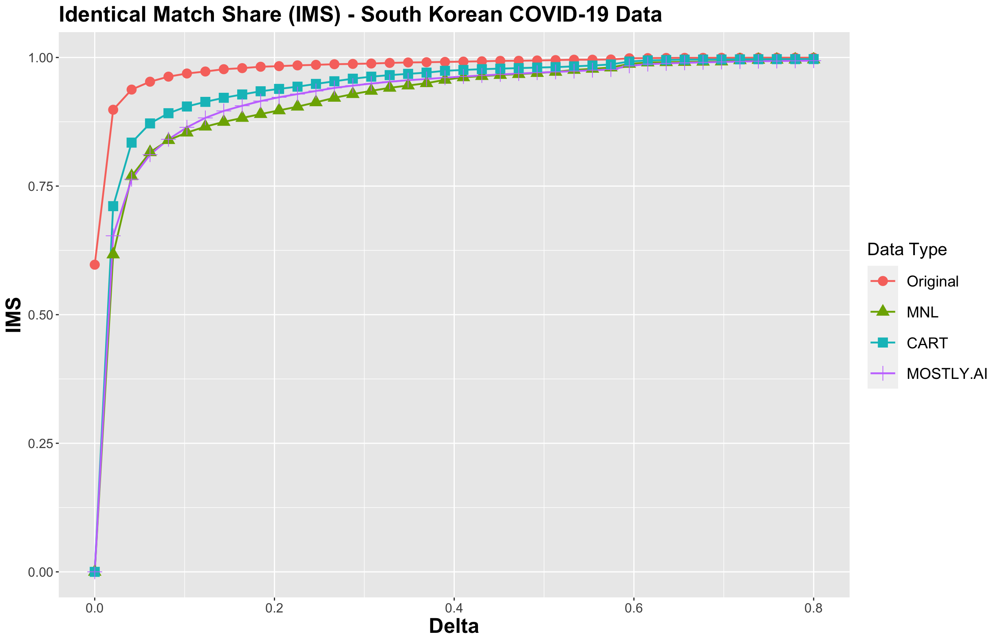 Identical Match Share (IMS) - South Korean COVID-19 Data
1.00
0.75
0.50
0.25
0.00
IMS
0.0 0.2 0.4 0.6 0.8
Delta
Data Type
Original
MNL
CART
MOSTLY.AI